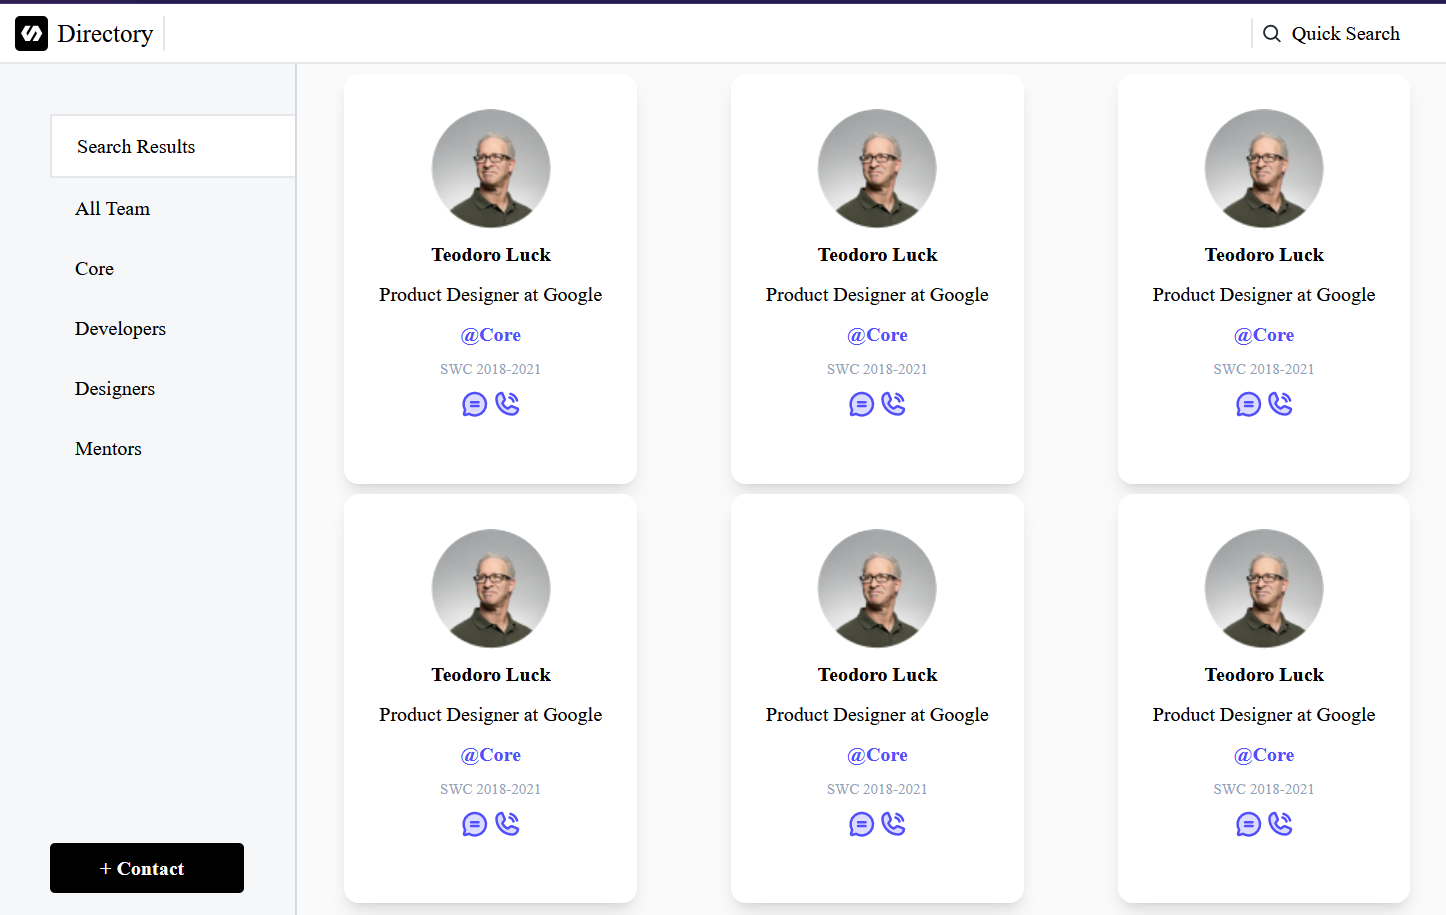 Directory
Quick Search
Search Results
All Team
Core
Developers
Designers
Mentors
+ Contact
Teodoro Luck
Product Designer at Google
@Core
SWC 2018-2021
Teodoro Luck
Product Designer at Google
@Core
SWC 2018-2021
Teodoro Luck
Product Designer at Google
@Core
SWC 2018-2021
Teodoro Luck
Product Designer at Google
@Core
SWC 2018-2021
Teodoro Luck
Product Designer at Google
@Core
SWC 2018-2021
Teodoro Luck
Product Designer at Google
@Core
SWC 2018-2021